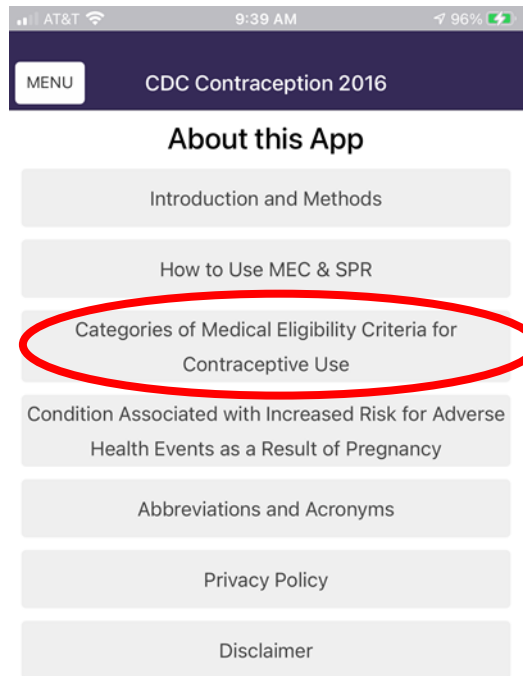 AT&T 9:39 AM 96%
MENU CDC Contraception 2016
About this App
Introduction and Methods
How to Use MEC & SPR
Categories of Medical Eligibility Criteria for
Contraceptive Use
Condition Associated with Increased Risk for Adverse
Health Events as a Result of Pregnancy
Abbreviations and Acronyms
Privacy Policy
Disclaimer